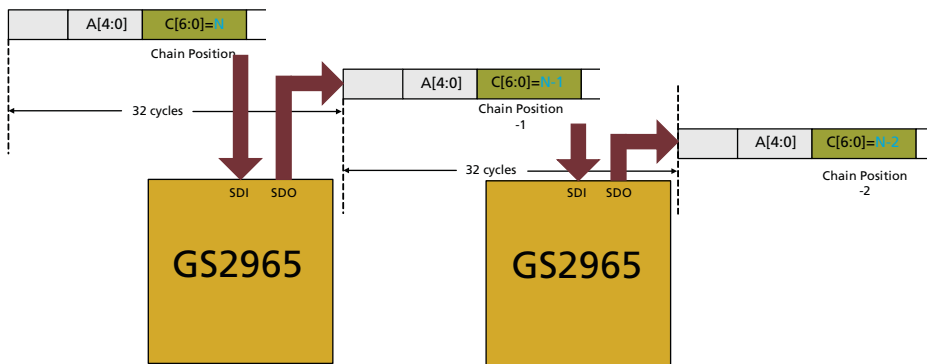 A[4:0] C[6:0]=N
Chain Position
A[4:0] C[6:0]=N-1
32 cycles
Chain Position
-1
A[4:0] C[6:0]=N-2
32 cycles
Chain Position
-2
SDI SDO
SDI SDO
GS2965
GS2965